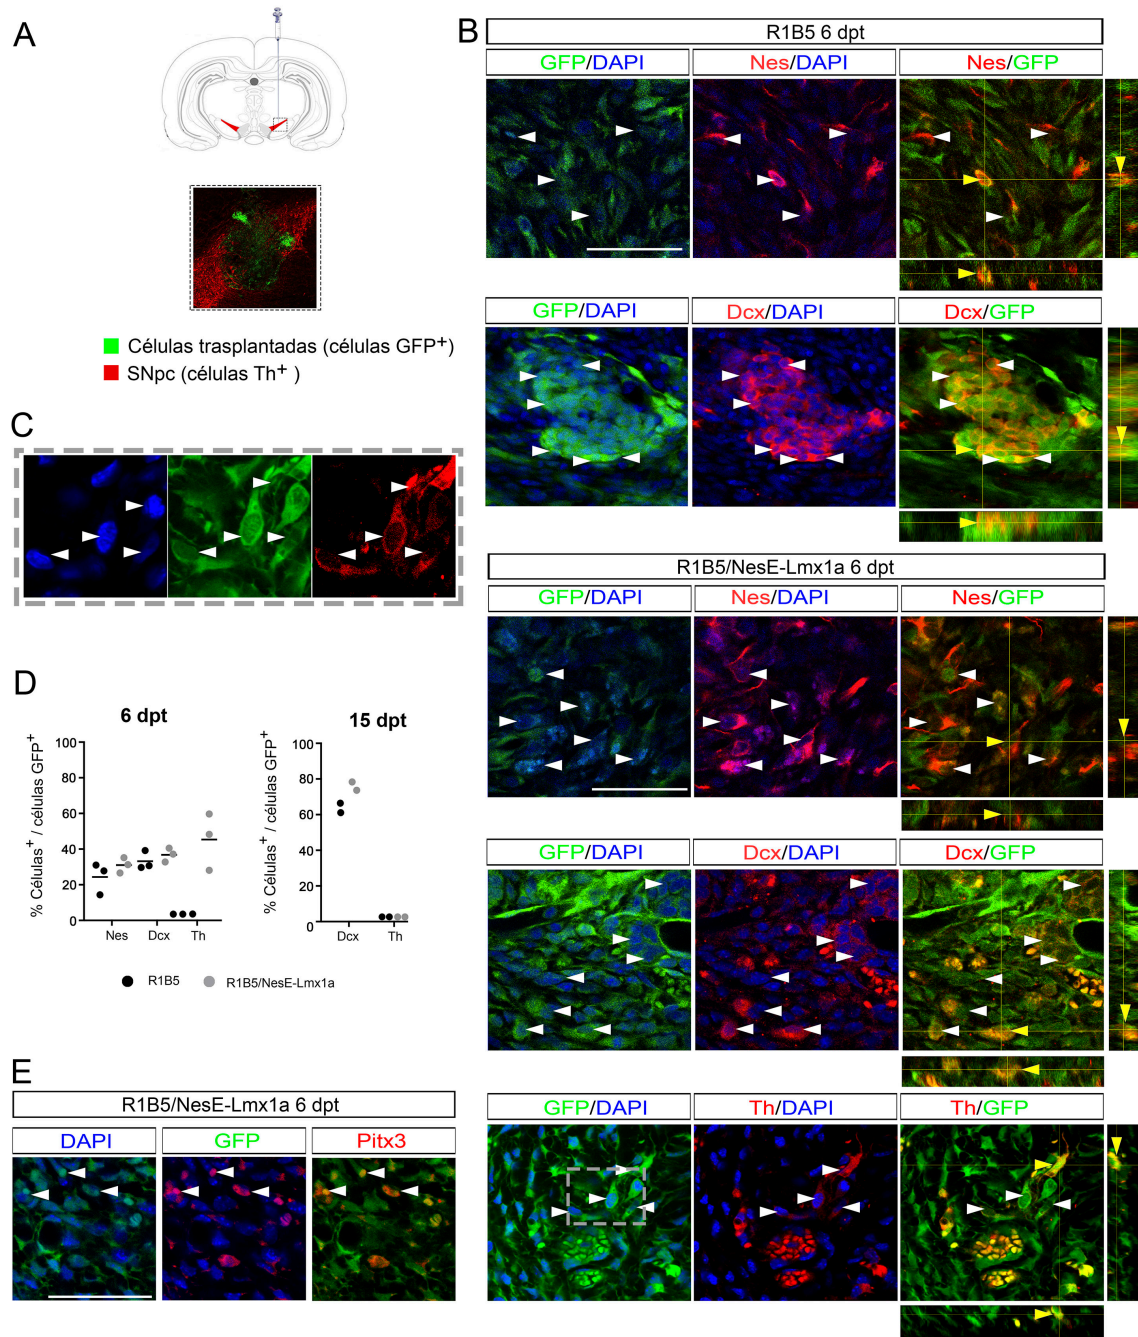 A
Células trasplantadas (células GFP⁺)
SNpc (células Th⁺ )
B
R1B5 6 dpt
GFP/DAPI Nes/DAPI Nes/GFP
GFP/DAPI Dcx/DAPI Dcx/GFP
R1B5/NesE-Lmx1a 6 dpt
GFP/DAPI Nes/DAPI Nes/GFP
GFP/DAPI Dcx/DAPI Dcx/GFP
GFP/DAPI Th/DAPI Th/GFP
C
D
6 dpt
% Células⁺ / células GFP⁺
100
80
60
40
20
0
Nes Dcx Th
15 dpt
% Células⁺ / células GFP⁺
100
80
60
40
20
0
Dcx Th
R1B5 R1B5/NesE-Lmx1a
E
R1B5/NesE-Lmx1a 6 dpt
DAPI GFP Pitx3